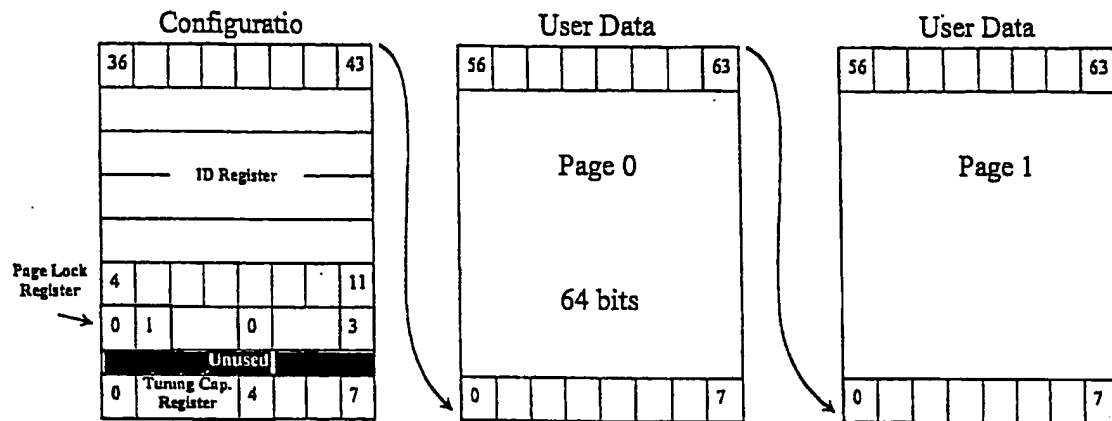 Configuratio
36 43
ID Register
Page Lock
Register
4 11
0 1 0 3
Unused
0 Tuning Cap. Register 4 7
User Data
56 63
Page 0
64 bits
0 7
User Data
56 63
Page 1
0 7